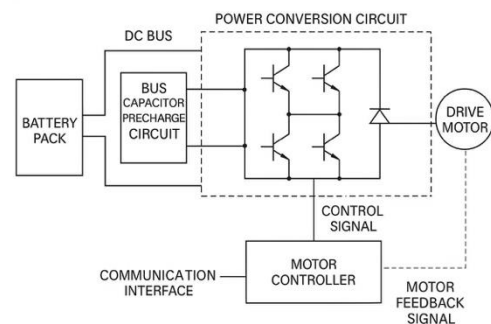 POWER CONVERSION CIRCUIT
DC BUS
BATTERY
PACK
BUS
CAPACITOR
PRECHARGE
CIRCUIT
DRIVE
MOTOR
CONTROL
SIGNAL
MOTOR
CONTROLLER
COMMUNICATION
INTERFACE
MOTOR
FEEDBACK
SIGNAL